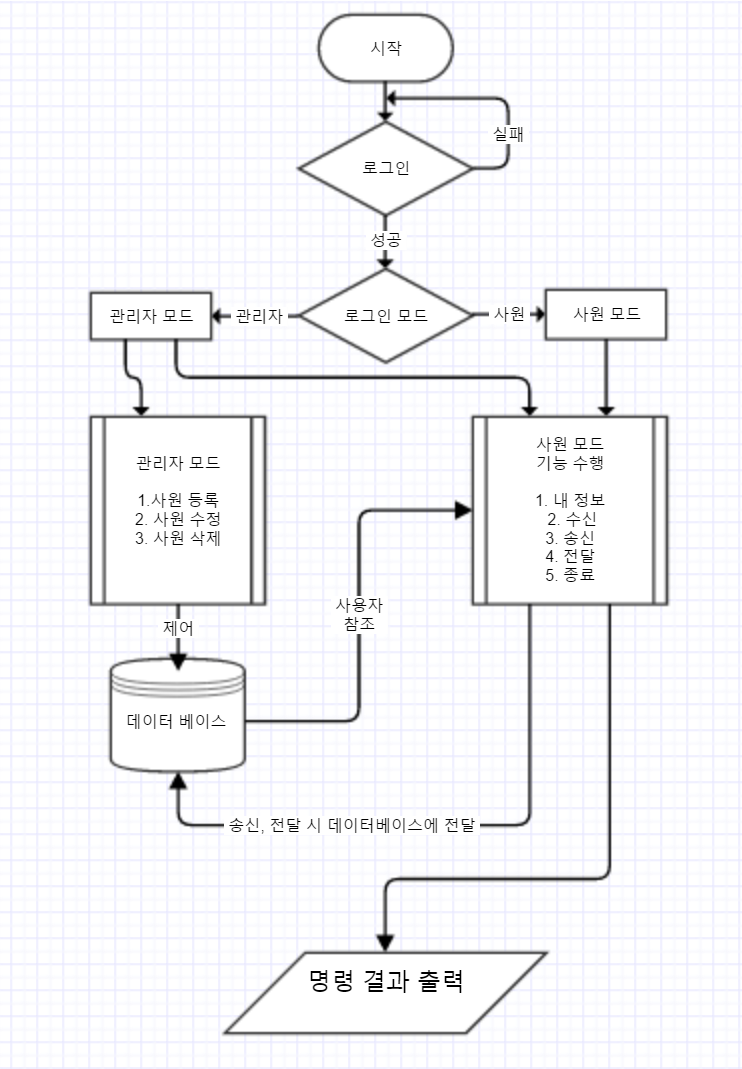 시작
실패
로그인
성공
관리자 모드
관리자
로그인 모드
사원
사원 모드
관리자 모드
1.사원 등록
2. 사원 수정
3. 사원 삭제
사원 모드
기능 수행
1. 내 정보
2. 수신
3. 송신
4. 전달
5. 종료
사용자
참조
제어
데이터 베이스
송신, 전달 시 데이터베이스에 전달
명령 결과 출력